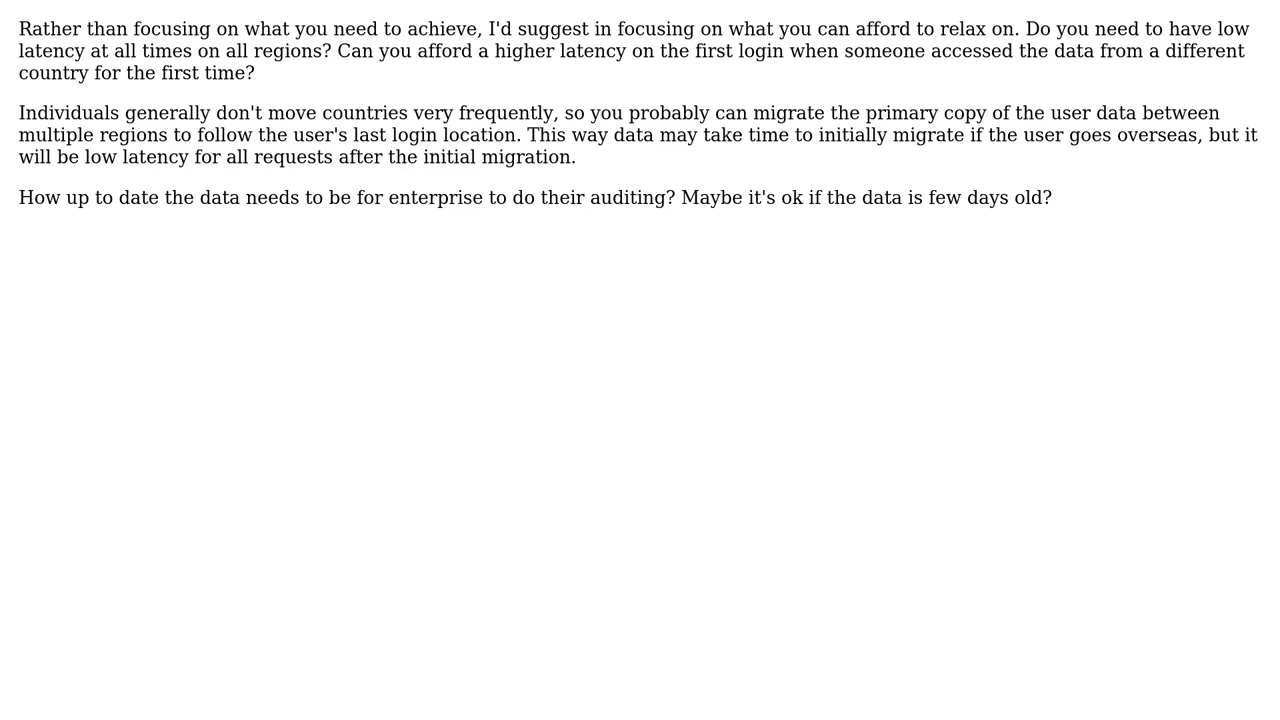 Rather than focusing on what you need to achieve, I'd suggest in focusing on what you can afford to relax on. Do you need to have low
latency at all times on all regions? Can you afford a higher latency on the first login when someone accessed the data from a different
country for the first time?
Individuals generally don't move countries very frequently, so you probably can migrate the primary copy of the user data between
multiple regions to follow the user's last login location. This way data may take time to initially migrate if the user goes overseas, but it
will be low latency for all requests after the initial migration.
How up to date the data needs to be for enterprise to do their auditing? Maybe it's ok if the data is few days old?